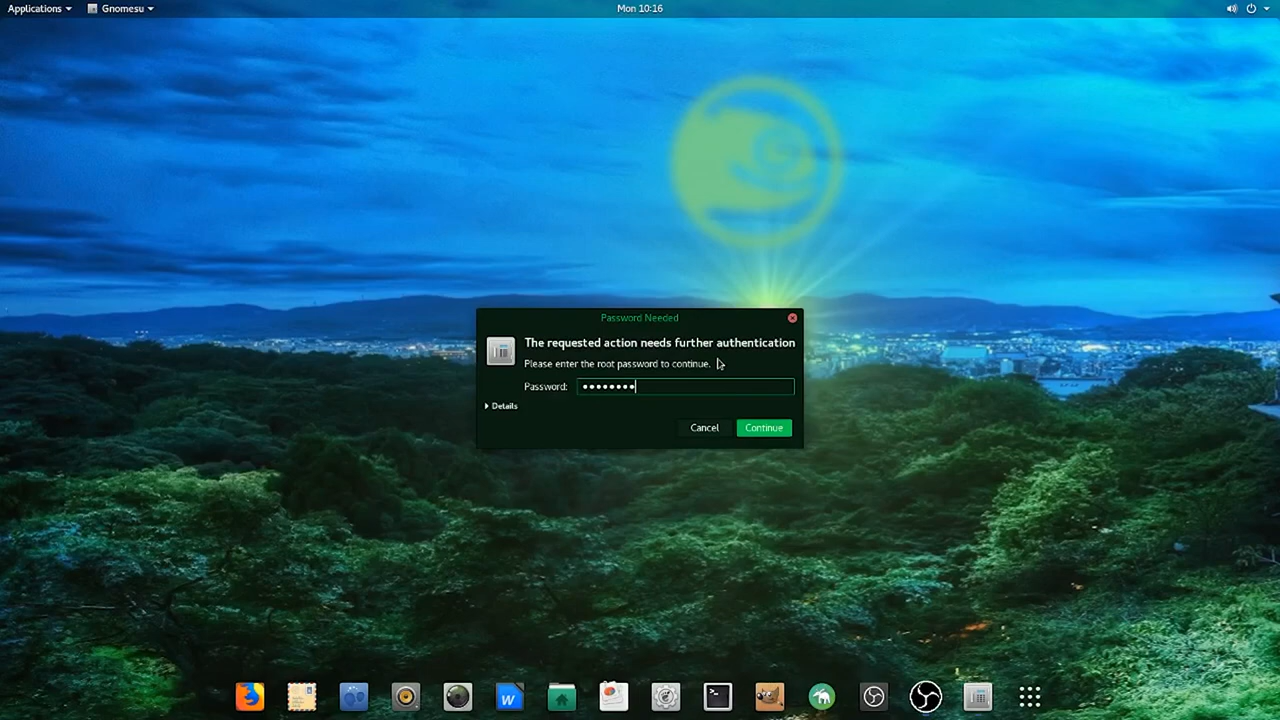 Applications Gnomesu Mon 10:16
Password Needed
The requested action needs further authentication
Please enter the root password to continue.
Password: ••••••••
Details
Cancel Continue
W
>_